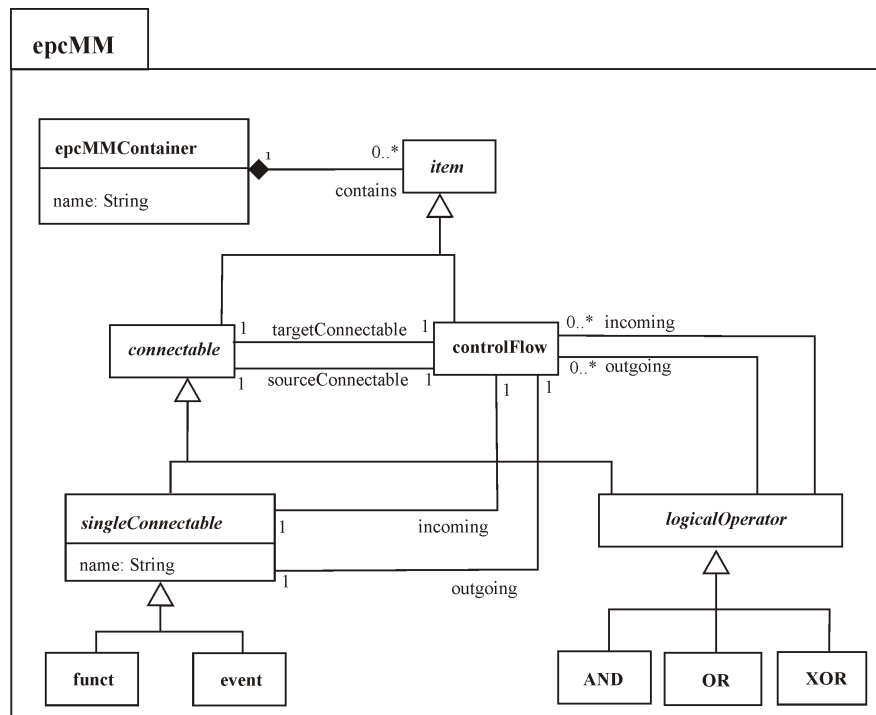 epcMM
epcMMContainer
name: String
1
0..*
contains
item
connectable
1
targetConnectable
1
1
sourceConnectable
1
controlFlow
0..* incoming
0..* outgoing
1
1
singleConnectable
name: String
1
incoming
1
outgoing
logicalOperator
funct
event
AND
OR
XOR